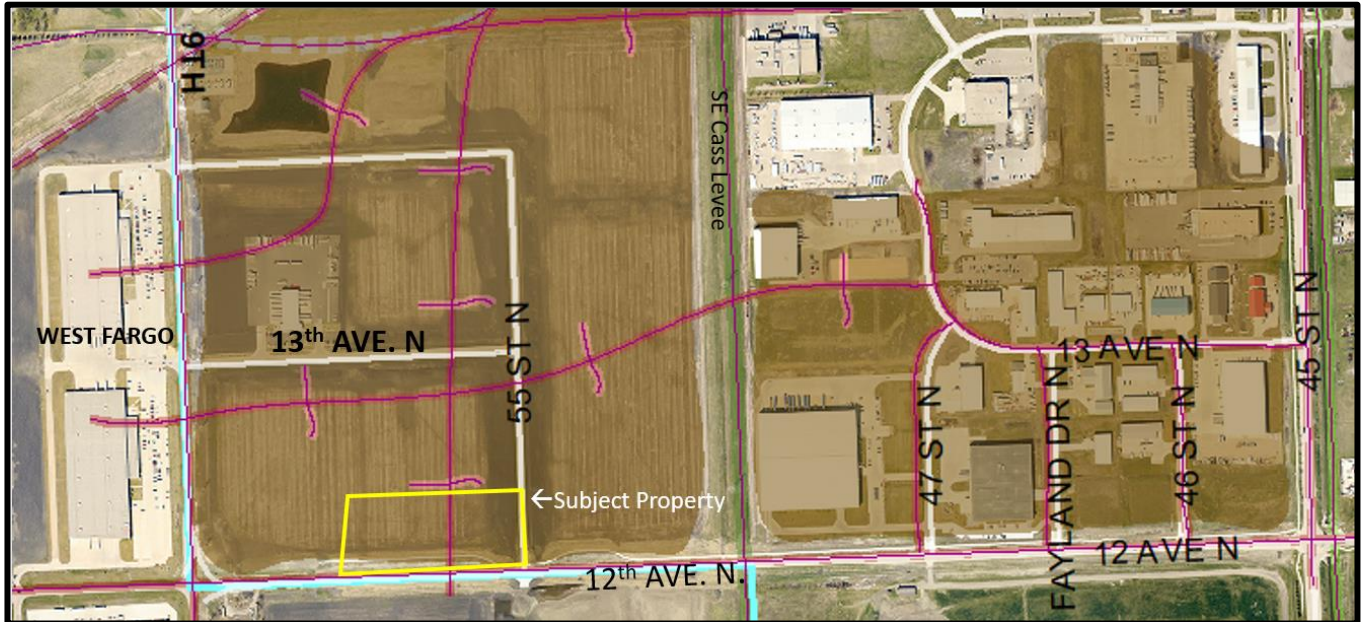 9TH
SE Cass Levee
WEST FARGO
13th AVE. N
55 ST N
←Subject Property
12th AVE. N.
47 ST N
FAYLAND DR N
13 AVE N
46 ST N
45 ST N
12 AVE N